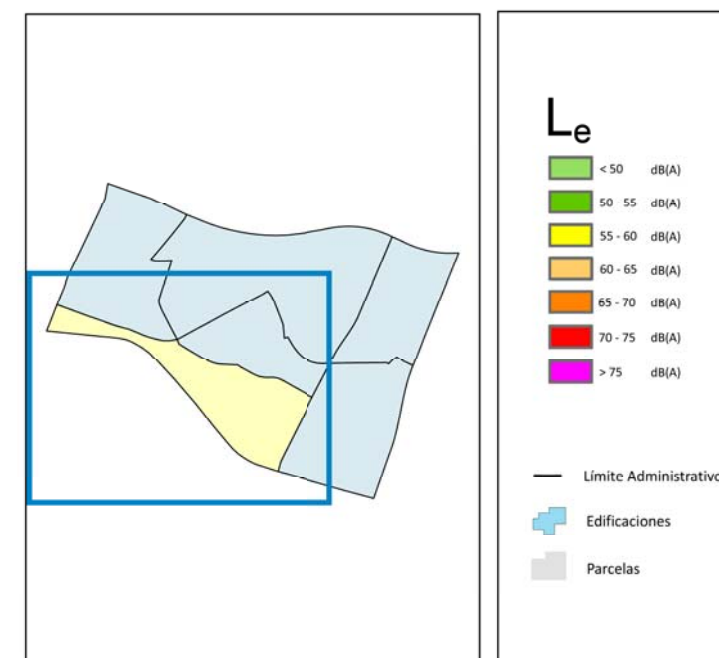 Le
< 50 dB(A)
50 - 55 dB(A)
55 - 60 dB(A)
60 - 65 dB(A)
65 - 70 dB(A)
70 - 75 dB(A)
> 75 dB(A)
Límite Administrativo
Edificaciones
Parcelas